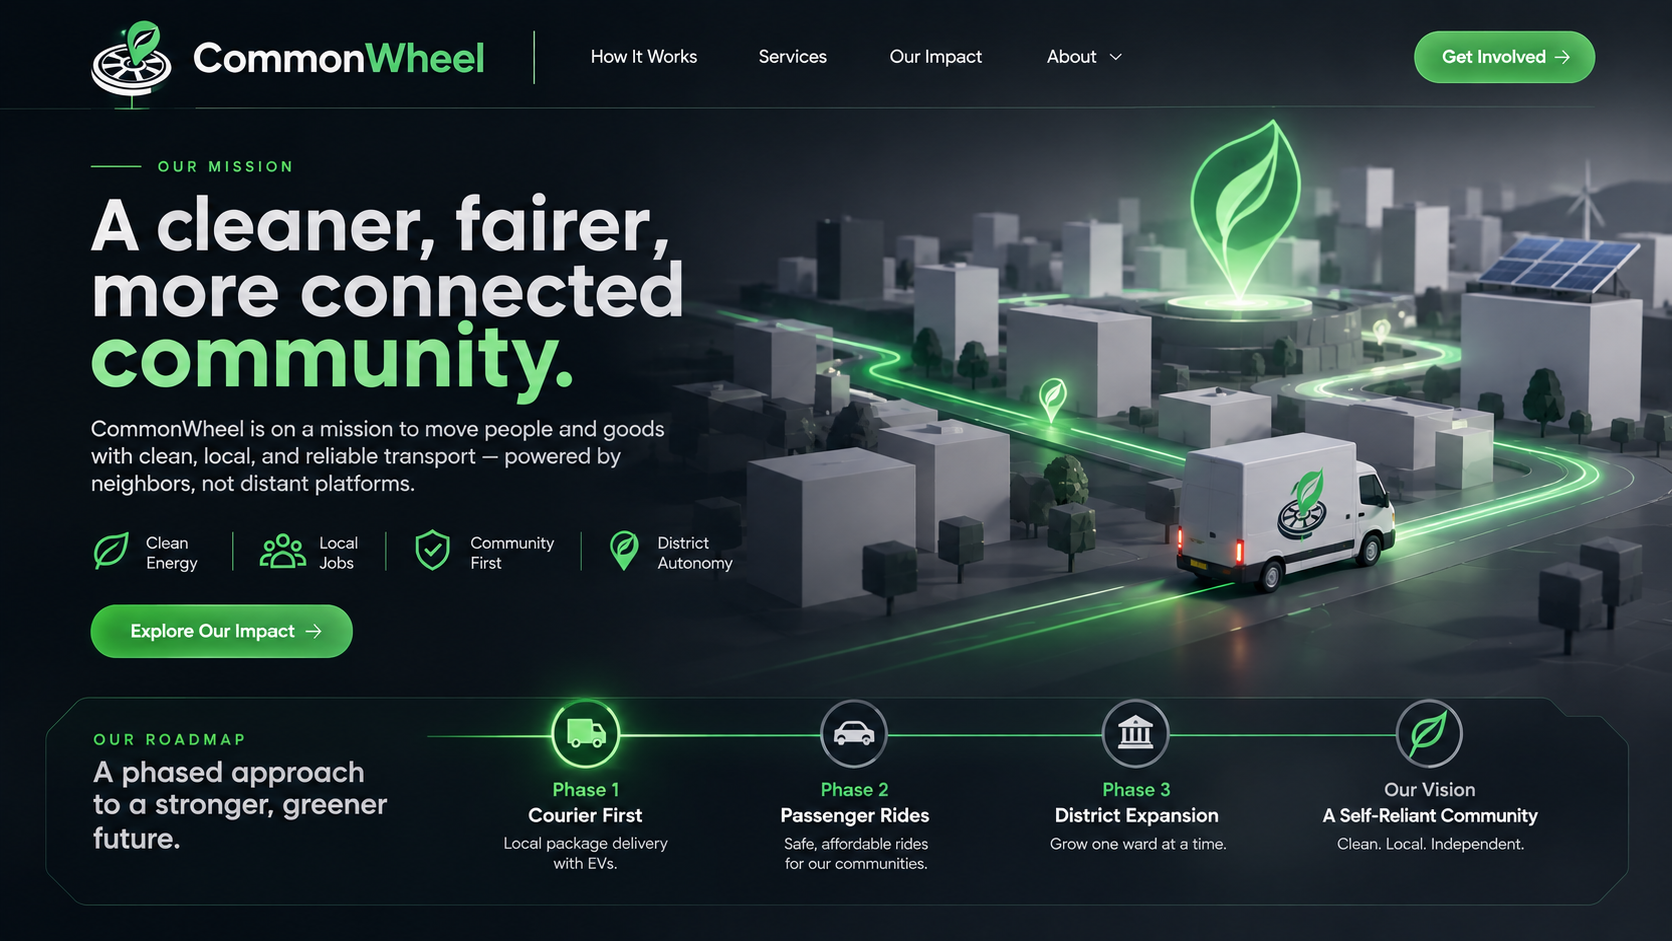 CommonWheel
How It Works
Services
Our Impact
About
Get Involved →
OUR MISSION
A cleaner, fairer,
more connected
community.
CommonWheel is on a mission to move people and goods
with clean, local, and reliable transport — powered by
neighbors, not distant platforms.
Clean
Energy
Local
Jobs
Community
First
District
Autonomy
Explore Our Impact →
OUR ROADMAP
A phased approach
to a stronger, greener
future.
Phase 1
Courier First
Local package delivery
with EVs.
Phase 2
Passenger Rides
Safe, affordable rides
for our communities.
Phase 3
District Expansion
Grow one ward at a time.
Our Vision
A Self-Reliant Community
Clean. Local. Independent.